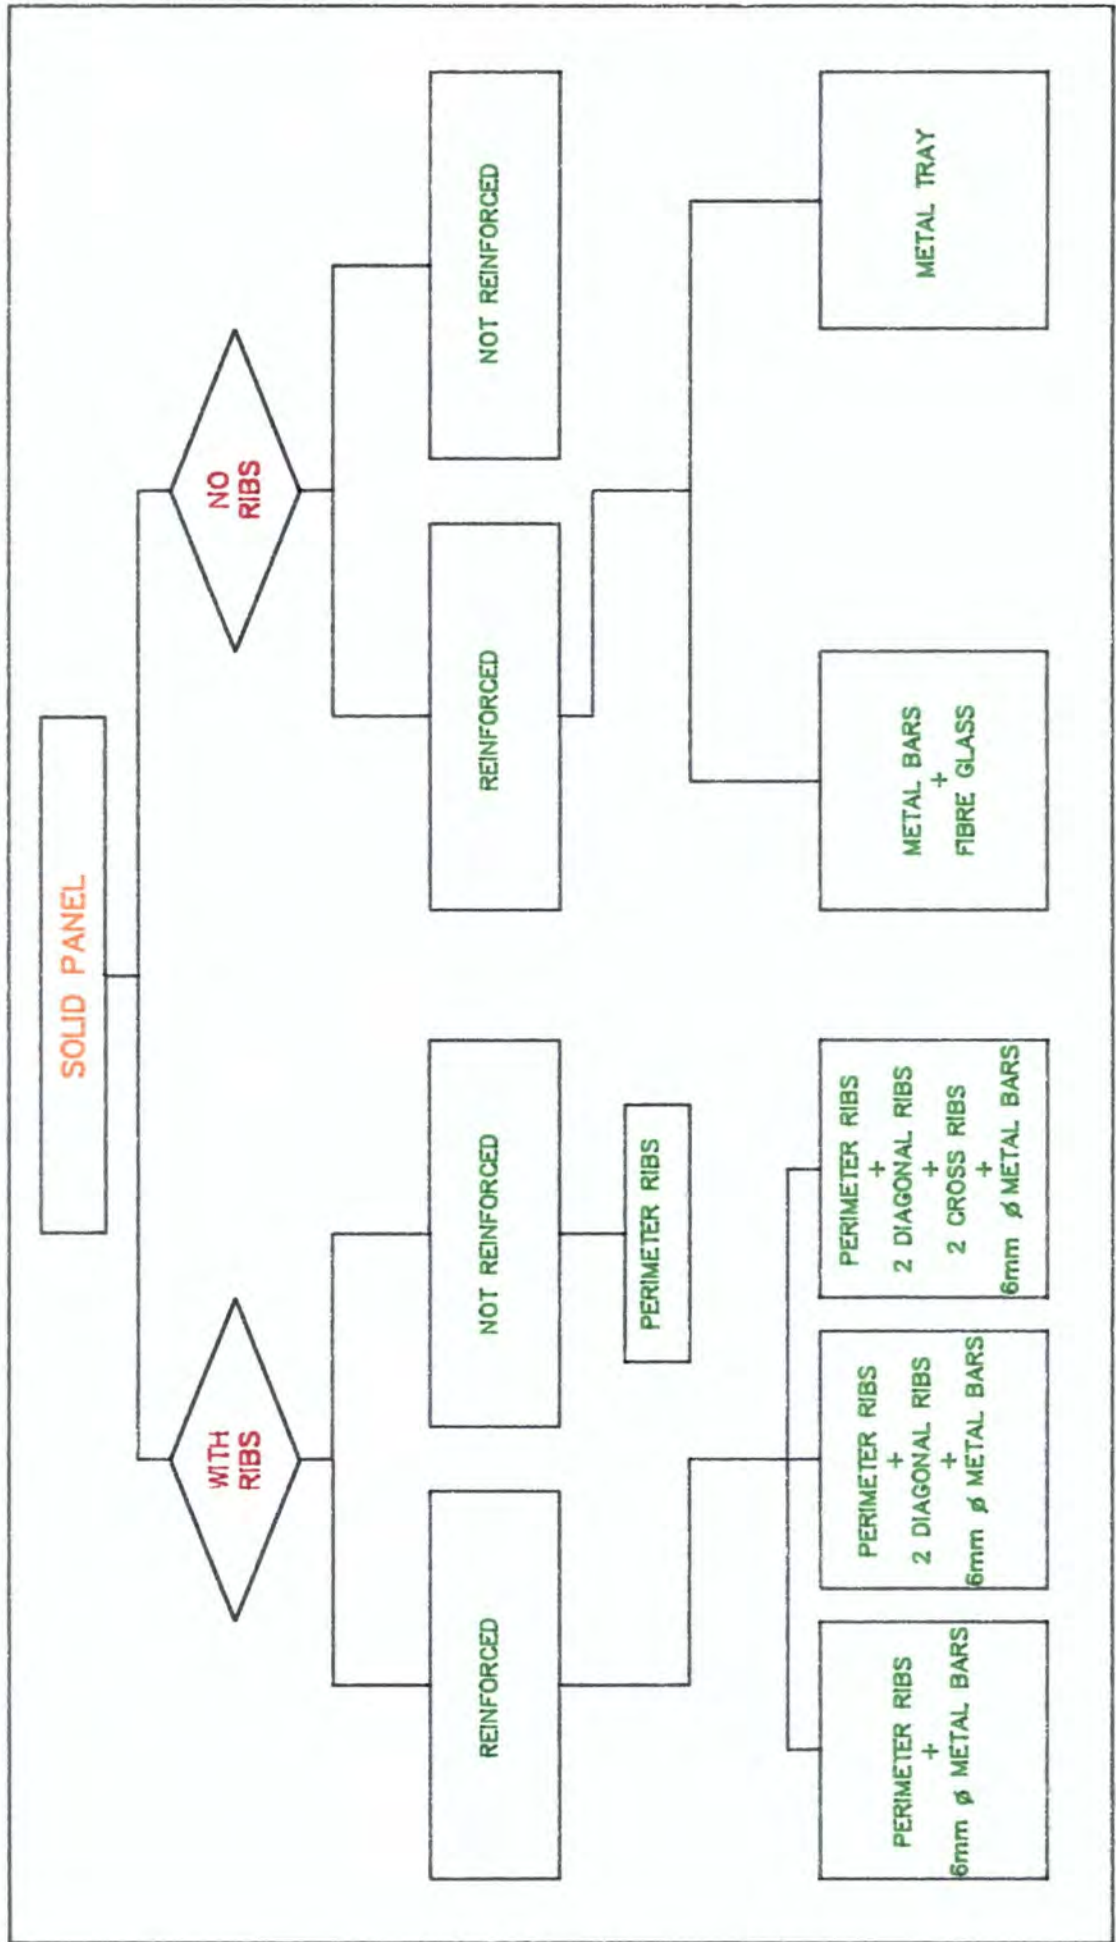 SOLID PANEL
WITH
RIBS
NO
RIBS
REINFORCED
NOT REINFORCED
REINFORCED
NOT REINFORCED
PERIMETER RIBS
PERIMETER RIBS
+
6mm ø METAL BARS
PERIMETER RIBS
+
2 DIAGONAL RIBS
+
6mm ø METAL BARS
PERIMETER RIBS
+
2 DIAGONAL RIBS
+
2 CROSS RIBS
+
6mm ø METAL BARS
METAL BARS
+
FIBRE GLASS
METAL TRAY